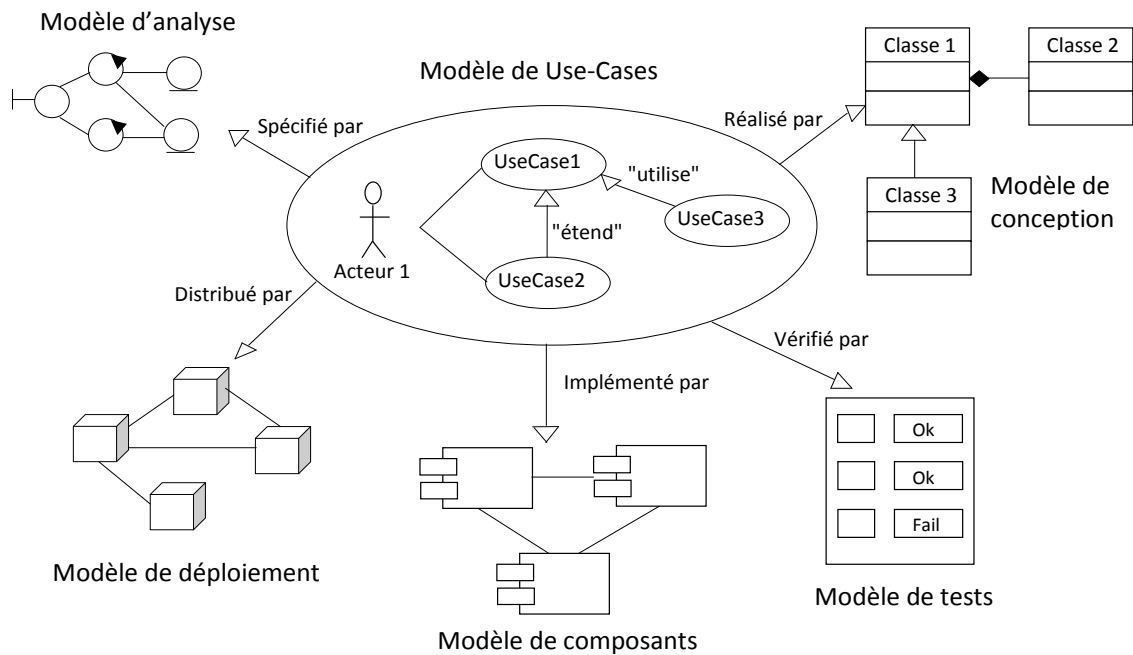 Modèle d'analyse
Modèle de Use-Cases
Classe 1
Classe 2
Spécifié par
Réalisé par
UseCase1
"utilise"
UseCase3
Classe 3
Modèle de
conception
"étend"
Acteur 1
UseCase2
Distribué par
Vérifié par
Implémenté par
Ok
Ok
Fail
Modèle de déploiement
Modèle de tests
Modèle de composants